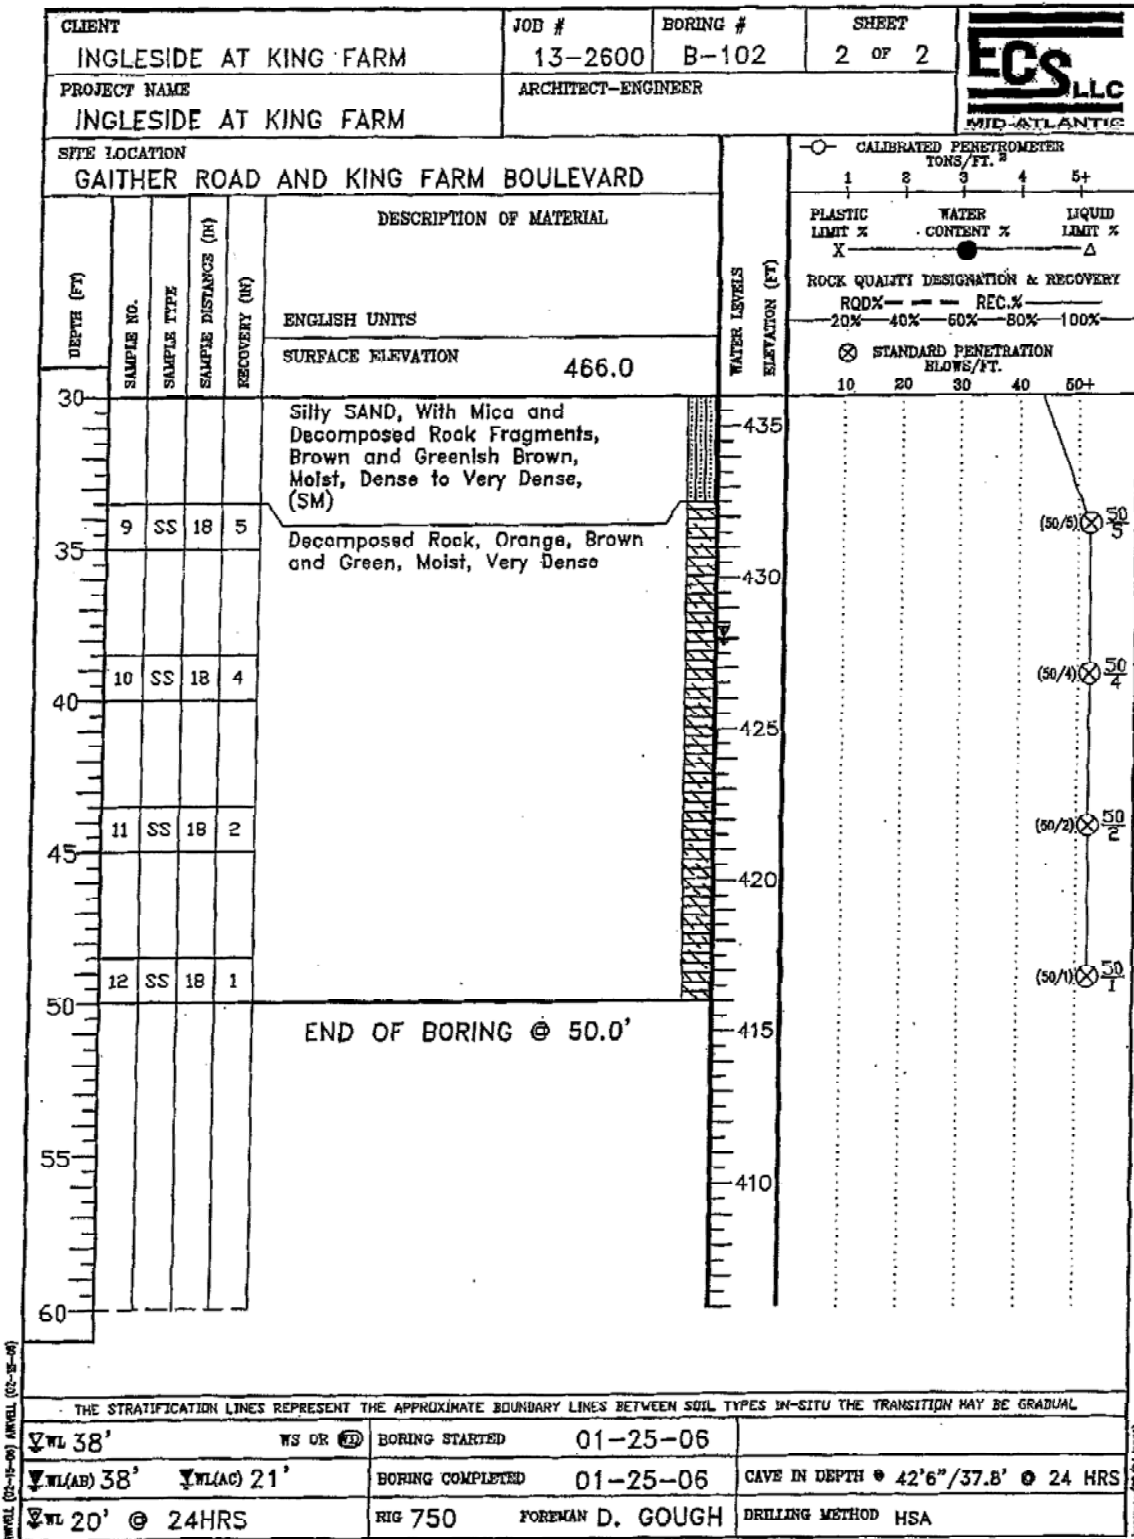 CLIENT
INGLESIDE AT KING FARM
JOB #
13-2600
BORING #
B-102
SHEET
2 OF 2
ECS LLC
MID-ATLANTIC
PROJECT NAME
INGLESIDE AT KING FARM
ARCHITECT-ENGINEER
SITE LOCATION
GAITHER ROAD AND KING FARM BOULEVARD
CALIBRATED PENETROMETER
TONS/FT.²
1 2 3 4 5+
PLASTIC LIMIT %
WATER CONTENT %
LIQUID LIMIT %
X
Δ
ROCK QUALITY DESIGNATION & RECOVERY
RQD% REC.%
20% 40% 60% 80% 100%
STANDARD PENETRATION
BLOWS/FT.
10 20 30 40 50+
DEPTH (FT)
SAMPLE NO.
SAMPLE TYPE
SAMPLE DISTANCE (IN)
RECOVERY (IN)
DESCRIPTION OF MATERIAL
ENGLISH UNITS
SURFACE ELEVATION 466.0
WATER LEVELS
ELEVATION (FT)
30
Silty SAND, With Mica and
Decomposed Rock Fragments,
Brown and Greenish Brown,
Moist, Dense to Very Dense,
(SM)
435
9 SS 18 5
(50/5) 50/5
35
Decomposed Rock, Orange, Brown
and Green, Moist, Very Dense
430
10 SS 18 4
(50/4) 50/4
40
425
11 SS 18 2
(50/2) 50/2
45
420
12 SS 18 1
(50/1) 50/1
50
END OF BORING @ 50.0'
415
55
410
60
THE STRATIFICATION LINES REPRESENT THE APPROXIMATE BOUNDARY LINES BETWEEN SOIL TYPES IN-SITU THE TRANSITION MAY BE GRADUAL
WL 38' WS OR WD
BORING STARTED 01-25-06
WL(AB) 38' WL(AC) 21'
BORING COMPLETED 01-25-06
CAVE IN DEPTH @ 42'6"/37.8' @ 24 HRS
WL 20' @ 24HRS
RIG 750 FOREMAN D. GOUGH
DRILLING METHOD HSA